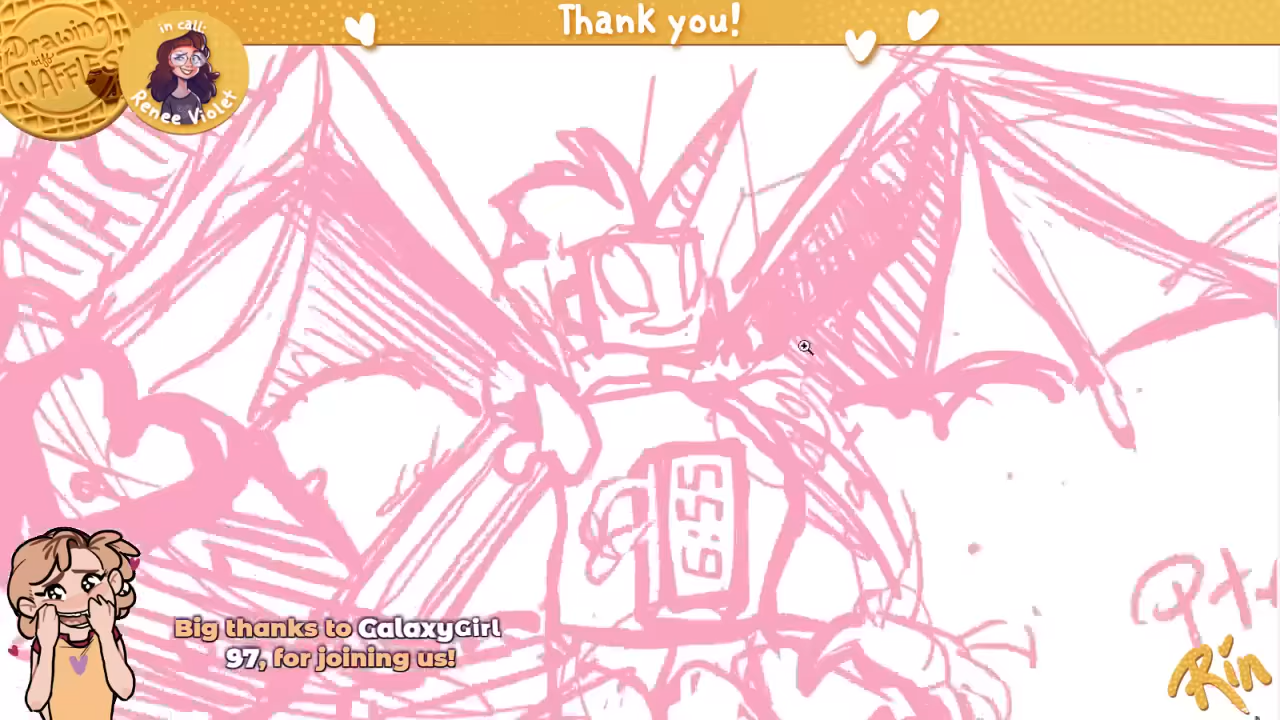 Thank you!
in call:
Renee Violet
Drawing
with
WAFFLES
6:55
Big thanks to GalaxyGirl
97, for joining us!
Rin